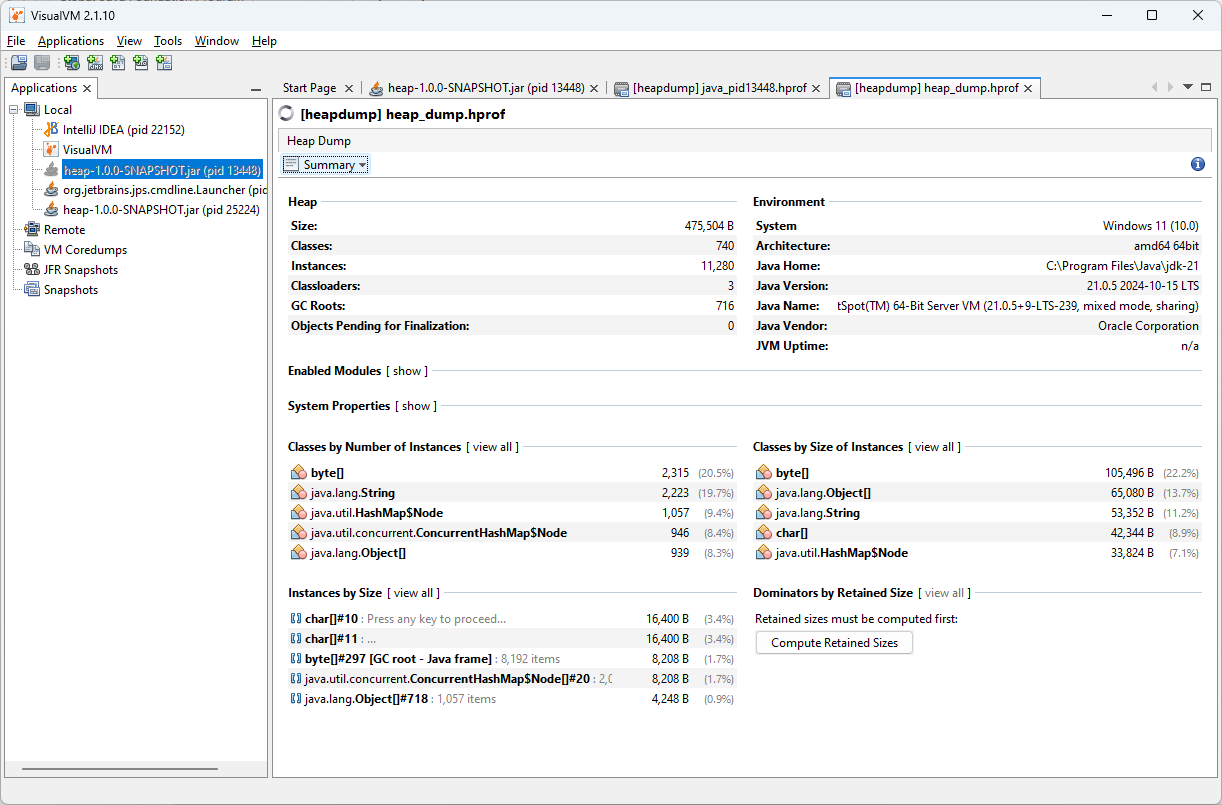 VisualVM 2.1.10
File Applications View Tools Window Help
Applications
Local
IntelliJ IDEA (pid 22152)
VisualVM
heap-1.0.0-SNAPSHOT.jar (pid 13448)
org.jetbrains.jps.cmdline.Launcher (pid
heap-1.0.0-SNAPSHOT.jar (pid 25224)
Remote
VM Coredumps
JFR Snapshots
Snapshots
Start Page heap-1.0.0-SNAPSHOT.jar (pid 13448) [heapdump] java_pid13448.hprof [heapdump] heap_dump.hprof
[heapdump] heap_dump.hprof
Heap Dump
Summary
Heap
Size: 475,504 B
Classes: 740
Instances: 11,280
Classloaders: 3
GC Roots: 716
Objects Pending for Finalization: 0
Environment
System Windows 11 (10.0)
Architecture: amd64 64bit
Java Home: C:\Program Files\Java\jdk-21
Java Version: 21.0.5 2024-10-15 LTS
Java Name: tSpot(TM) 64-Bit Server VM (21.0.5+9-LTS-239, mixed mode, sharing)
Java Vendor: Oracle Corporation
JVM Uptime: n/a
Enabled Modules [ show ]
System Properties [ show ]
Classes by Number of Instances [ view all ]
byte[] 2,315 (20.5%)
java.lang.String 2,223 (19.7%)
java.util.HashMap$Node 1,057 (9.4%)
java.util.concurrent.ConcurrentHashMap$Node 946 (8.4%)
java.lang.Object[] 939 (8.3%)
Classes by Size of Instances [ view all ]
byte[] 105,496 B (22.2%)
java.lang.Object[] 65,080 B (13.7%)
java.lang.String 53,352 B (11.2%)
char[] 42,344 B (8.9%)
java.util.HashMap$Node 33,824 B (7.1%)
Instances by Size [ view all ]
char[]#10 : Press any key to proceed... 16,400 B (3.4%)
char[]#11 : ... 16,400 B (3.4%)
byte[]#297 [GC root - Java frame] : 8,192 items 8,208 B (1.7%)
java.util.concurrent.ConcurrentHashMap$Node[]#20 : 2,0 8,208 B (1.7%)
java.lang.Object[]#718 : 1,057 items 4,248 B (0.9%)
Dominators by Retained Size [ view all ]
Retained sizes must be computed first:
Compute Retained Sizes